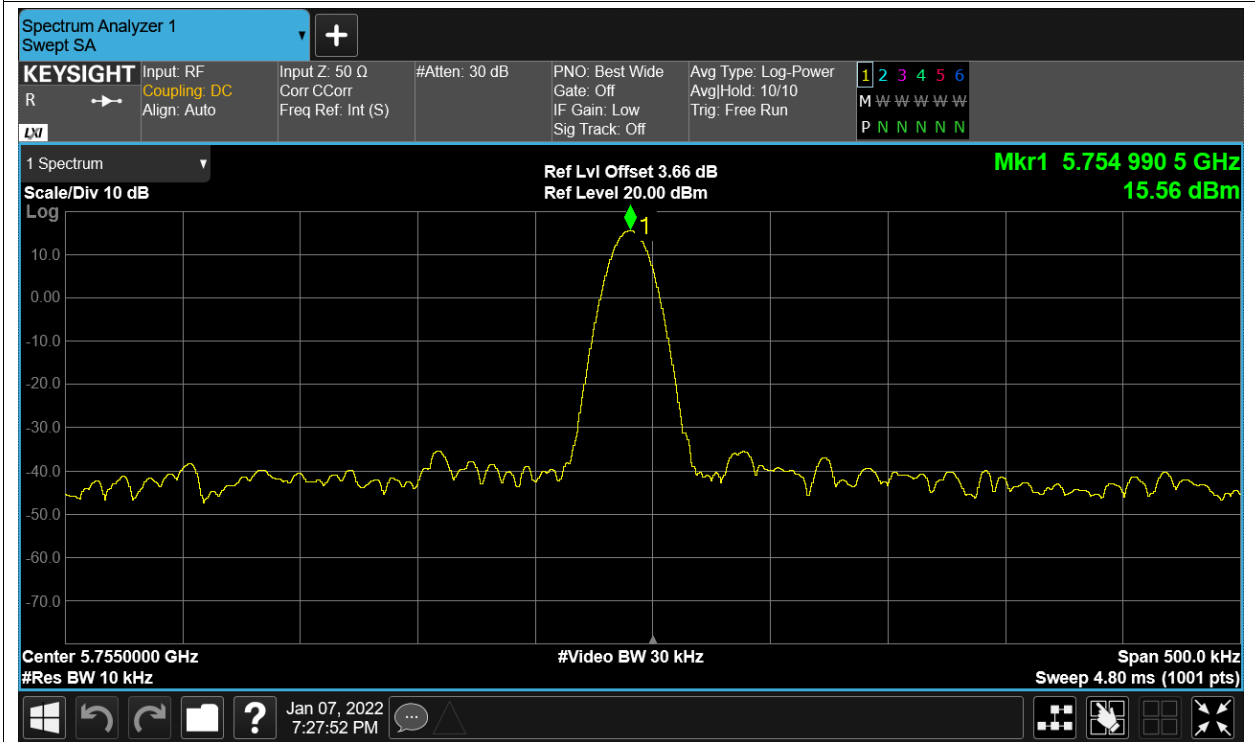 Spectrum Analyzer 1
Swept SA
+
KEYSIGHT
R
LXI
Input: RF
Coupling: DC
Align: Auto
Input Z: 50 Ω
Corr CCorr
Freq Ref: Int (S)
#Atten: 30 dB
PNO: Best Wide
Gate: Off
IF Gain: Low
Sig Track: Off
Avg Type: Log-Power
Avg|Hold: 10/10
Trig: Free Run
1 2 3 4 5 6
M W W W W W
P N N N N N
1 Spectrum
Scale/Div 10 dB
Log
Ref Lvl Offset 3.66 dB
Ref Level 20.00 dBm
Mkr1 5.754 990 5 GHz
15.56 dBm
1
10.0
0.00
-10.0
-20.0
-30.0
-40.0
-50.0
-60.0
-70.0
Center 5.7550000 GHz
#Res BW 10 kHz
#Video BW 30 kHz
Span 500.0 kHz
Sweep 4.80 ms (1001 pts)
?
Jan 07, 2022
7:27:52 PM